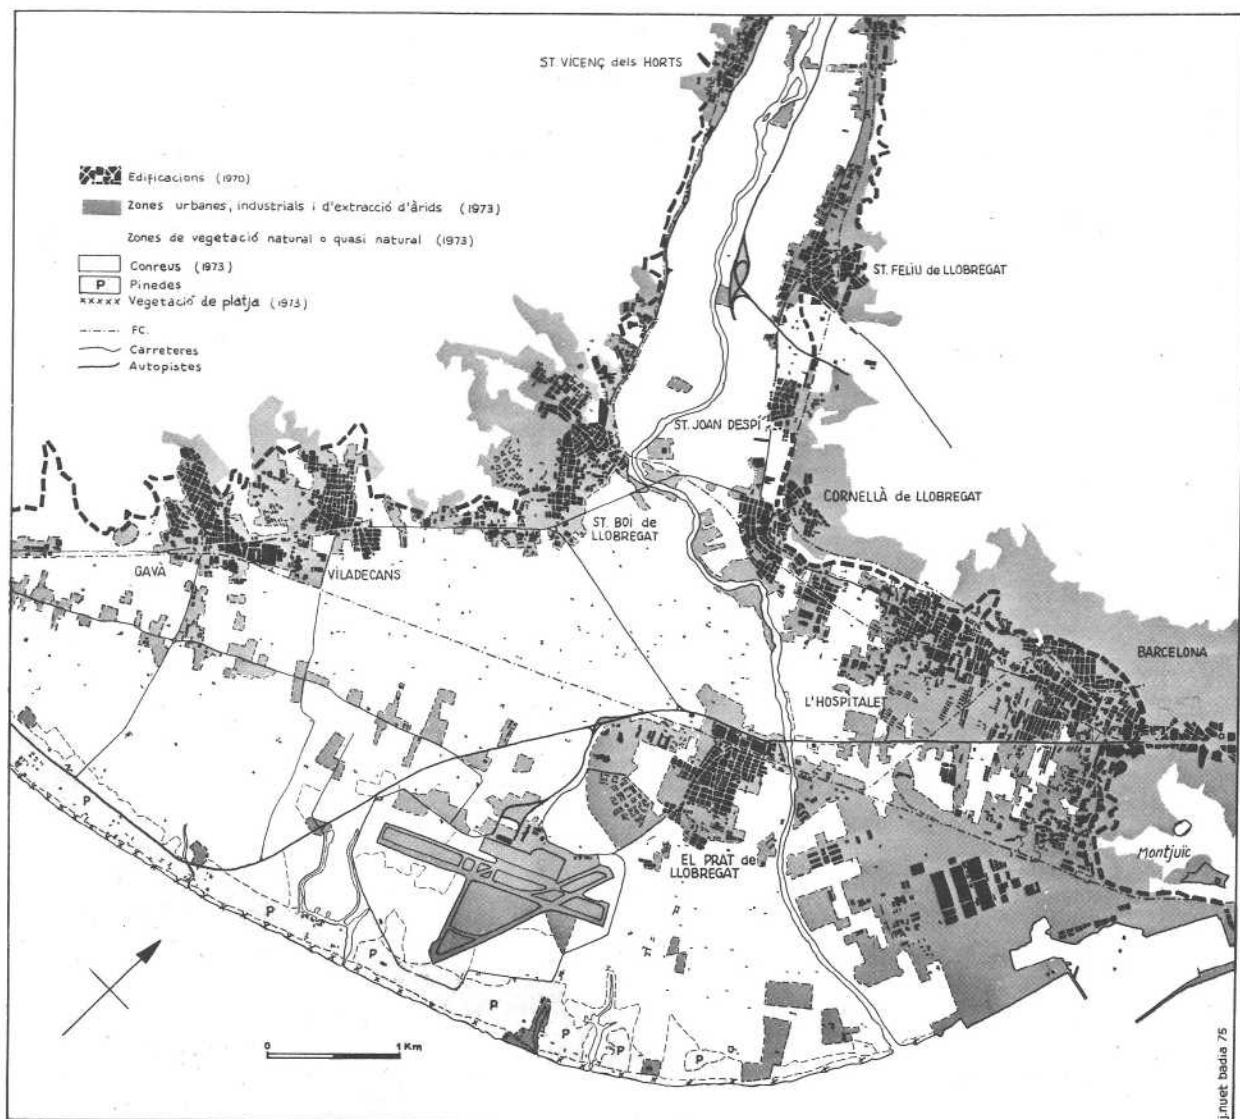 ST. VICENÇ dels HORTS
Edificacions (1970)
Zones urbanes, industrials i d'extracció d'àrids (1973)
Zones de vegetació natural o quasi natural (1973)
Conreus (1973)
P Pinedes
xxxxx Vegetació de platja (1973)
FC.
Carreteres
Autopistes
ST. FELIU de LLOBREGAT
ST. JOAN DESPÍ
CORNELLÀ de LLOBREGAT
ST. BOI de
LLOBREGAT
GAVÀ
VILADECANS
BARCELONA
L'HOSPITALET
EL PRAT de
LLOBREGAT
Montjuïc
P
P
P
P
P
P
P
0 1 Km
j.nuet badia 75